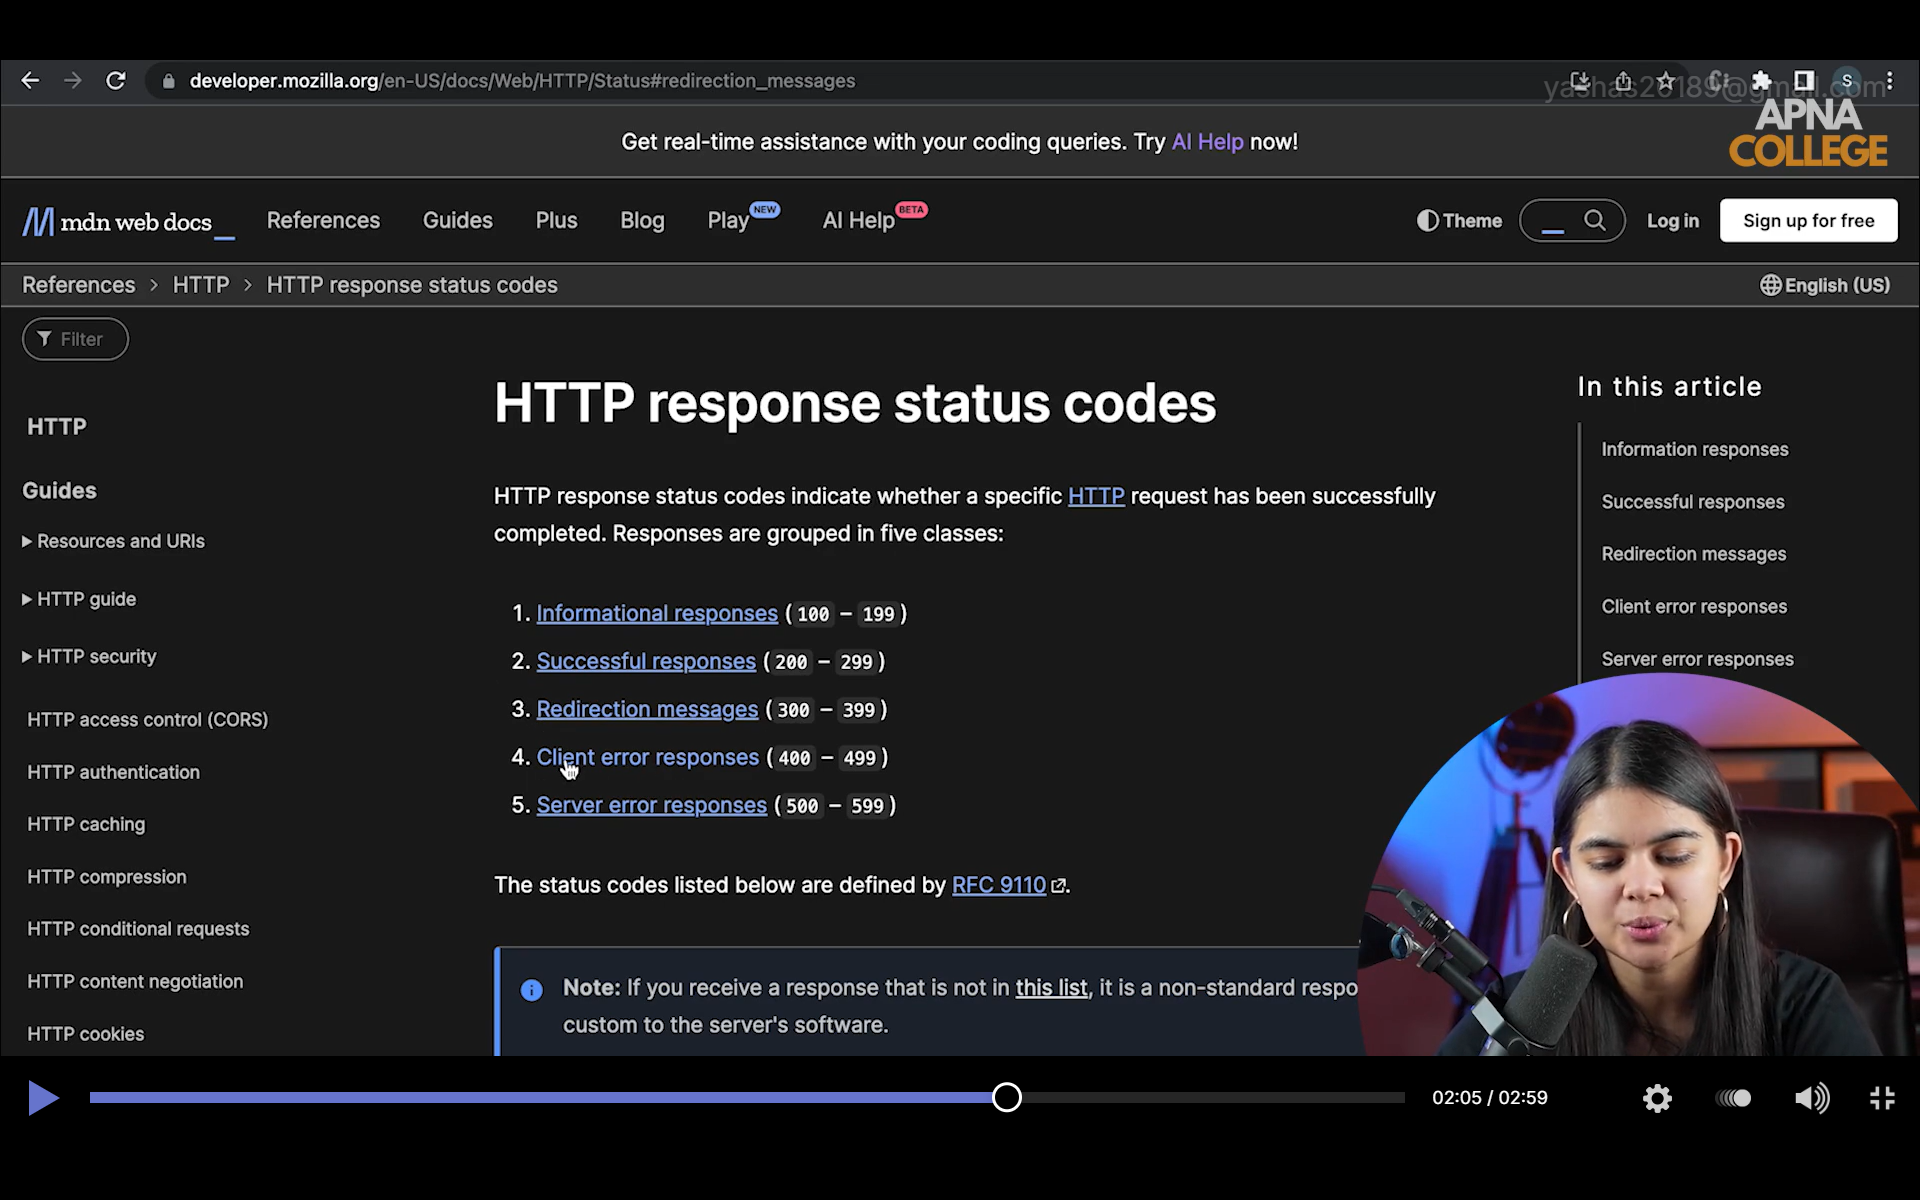 developer.mozilla.org/en-US/docs/Web/HTTP/Status#redirection_messages
yashas26189@gmail.com
S
APNA
COLLEGE
Get real-time assistance with your coding queries. Try AI Help now!
mdn web docs_
References
Guides
Plus
Blog
Play NEW
AI Help BETA
Theme
Log in
Sign up for free
References > HTTP > HTTP response status codes
English (US)
Filter
HTTP
Guides
Resources and URIs
HTTP guide
HTTP security
HTTP access control (CORS)
HTTP authentication
HTTP caching
HTTP compression
HTTP conditional requests
HTTP content negotiation
HTTP cookies
HTTP response status codes
HTTP response status codes indicate whether a specific HTTP request has been successfully
completed. Responses are grouped in five classes:
1. Informational responses (100 – 199)
2. Successful responses (200 – 299)
3. Redirection messages (300 – 399)
4. Client error responses (400 – 499)
5. Server error responses (500 – 599)
The status codes listed below are defined by RFC 9110.
Note: If you receive a response that is not in this list, it is a non-standard respo
custom to the server's software.
In this article
Information responses
Successful responses
Redirection messages
Client error responses
Server error responses
02:05 / 02:59